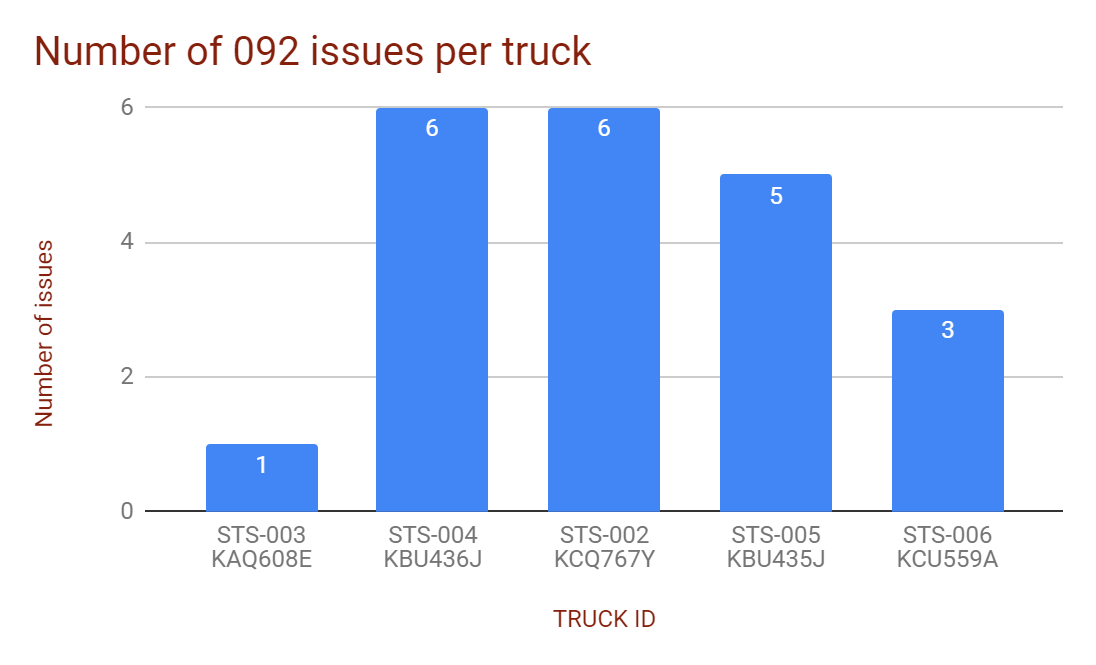 Number of 092 issues per truck
Number of issues
6
4
2
0
1
6
6
5
3
STS-003
KAQ608E
STS-004
KBU436J
STS-002
KCQ767Y
STS-005
KBU435J
STS-006
KCU559A
TRUCK ID